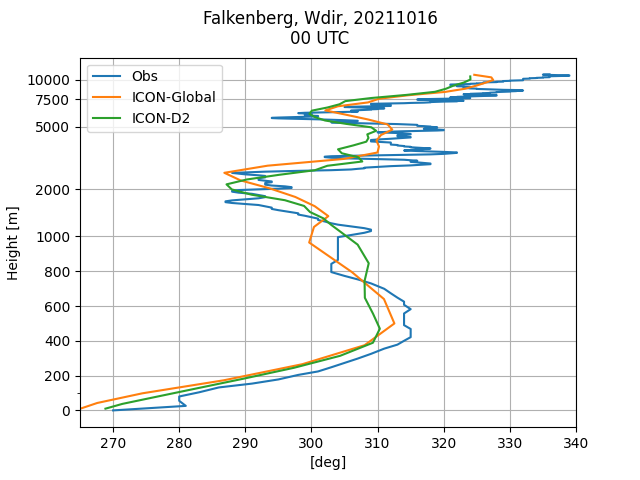 Falkenberg, Wdir, 20211016
00 UTC
Obs
ICON-Global
ICON-D2
Height [m]
10000
7500
5000
2000
1000
800
600
400
200
0
270 280 290 300 310 320 330 340
[deg]